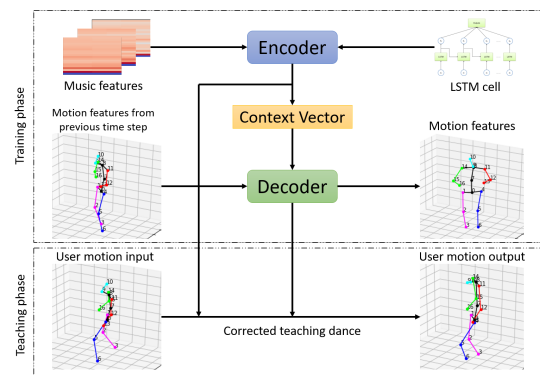 Training phase
Encoder
Music features
LSTM cell
Context Vector
Motion features from
previous time step
Motion features
Decoder
Teaching phase
User motion input
User motion output
Corrected teaching dance